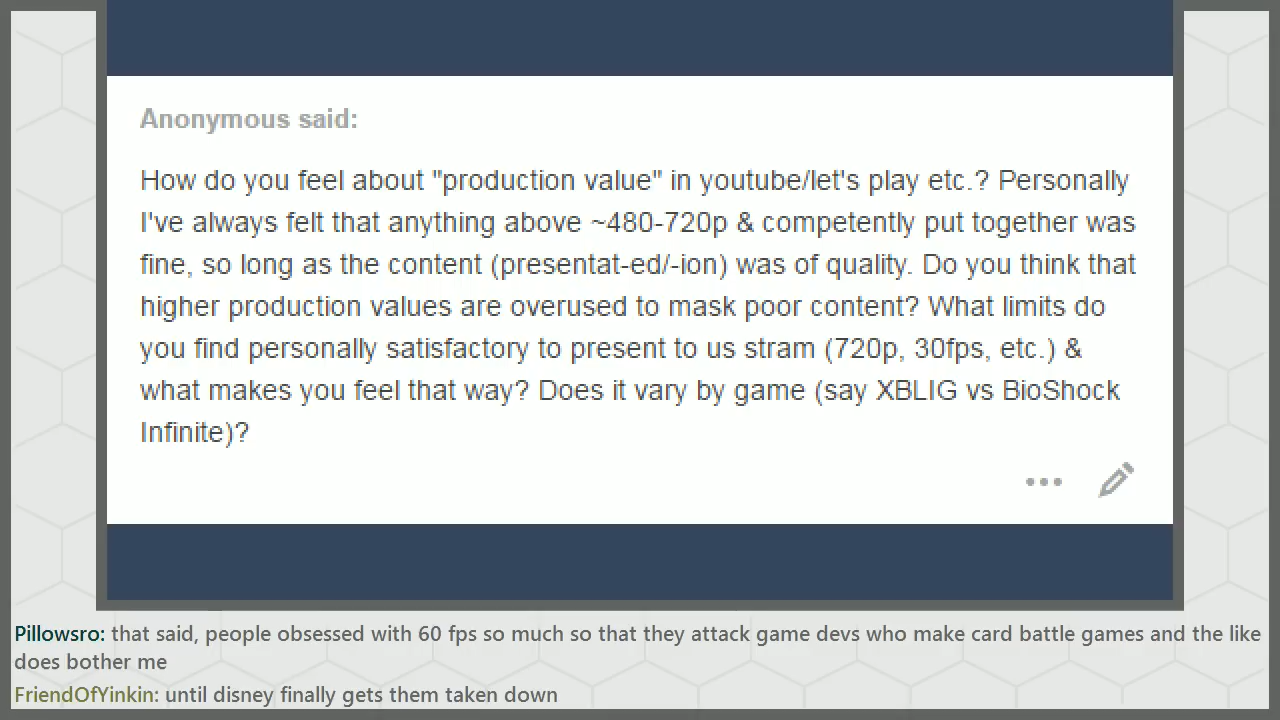 Anonymous said:
How do you feel about "production value" in youtube/let's play etc.? Personally
I've always felt that anything above ~480-720p & competently put together was
fine, so long as the content (presentat-ed/-ion) was of quality. Do you think that
higher production values are overused to mask poor content? What limits do
you find personally satisfactory to present to us stram (720p, 30fps, etc.) &
what makes you feel that way? Does it vary by game (say XBLIG vs BioShock
Infinite)?
Pillowsro: that said, people obsessed with 60 fps so much so that they attack game devs who make card battle games and the like
does bother me
FriendOfYinkin: until disney finally gets them taken down